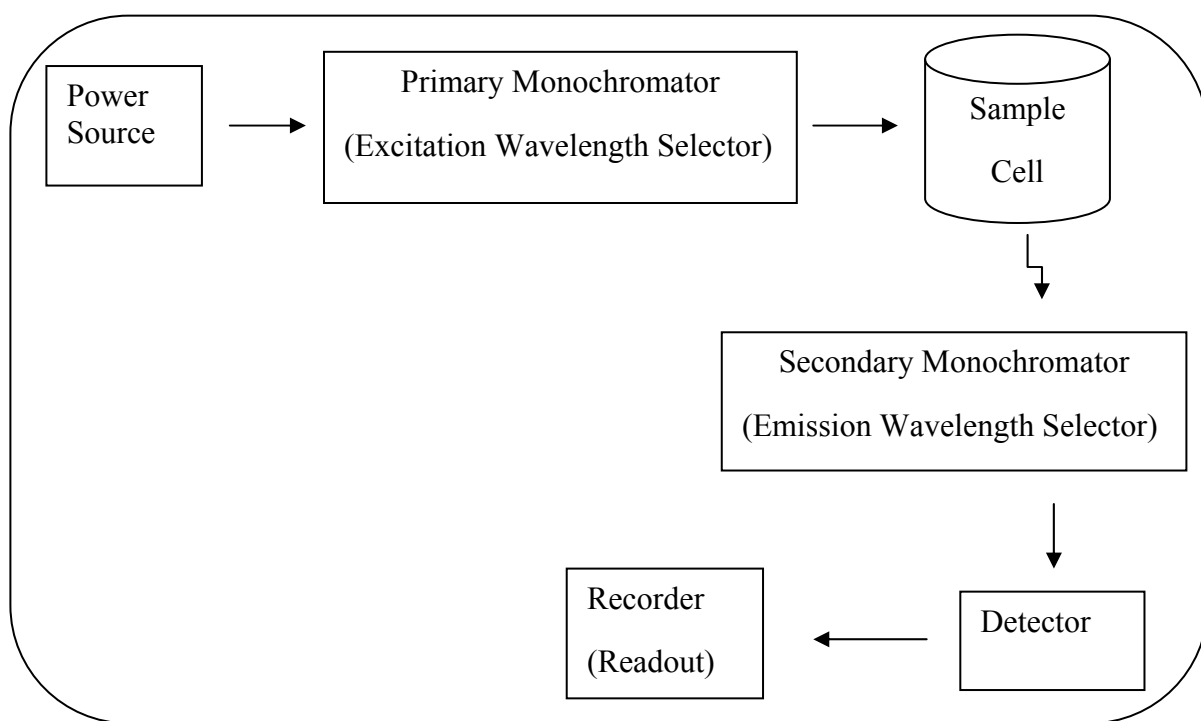 Power
Source
Primary Monochromator
(Excitation Wavelength Selector)
Sample
Cell
Secondary Monochromator
(Emission Wavelength Selector)
Detector
Recorder
(Readout)